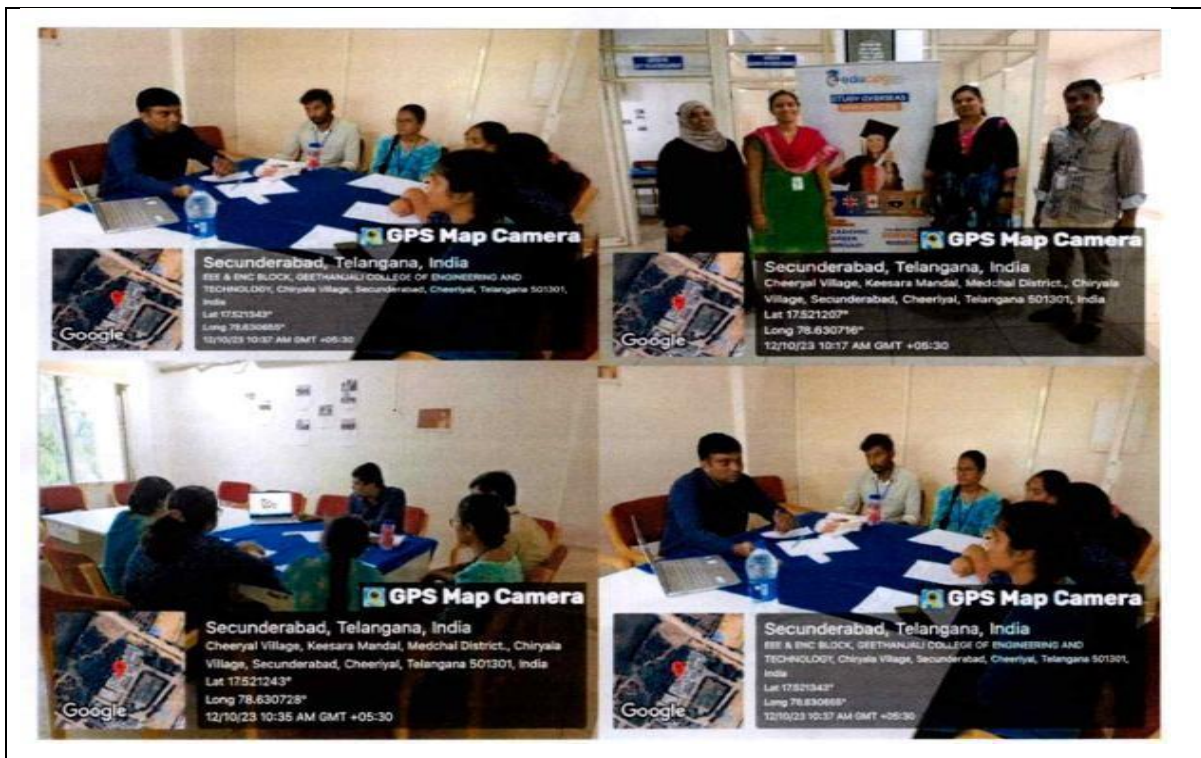 GPS Map Camera
Secunderabad, Telangana, India
EEE & ENC BLOCK, GEETHANJALI COLLEGE OF ENGINEERING AND
TECHNOLOGY, Chiryala Village, Secunderabad, Cheeriyal, Telangana 501301,
India
Lat 17.521343°
Long 78.630655°
12/10/23 10:37 AM GMT +05:30
Google
STUDY OVERSEAS
GPS Map Camera
Secunderabad, Telangana, India
Cheeryal Village, Keesara Mandal, Medchal District., Chiryala
Village, Secunderabad, Cheeriyal, Telangana 501301, India
Lat 17.521207°
Long 78.630716°
12/10/23 10:17 AM GMT +05:30
Google
GPS Map Camera
Secunderabad, Telangana, India
Cheeryal Village, Keesara Mandal, Medchal District., Chiryala
Village, Secunderabad, Cheeriyal, Telangana 501301, India
Lat 17.521243°
Long 78.630728°
12/10/23 10:35 AM GMT +05:30
Google
GPS Map Camera
Secunderabad, Telangana, India
EEE & ENC BLOCK, GEETHANJALI COLLEGE OF ENGINEERING AND
TECHNOLOGY, Chiryala Village, Secunderabad, Cheeriyal, Telangana 501301,
India
Lat 17.521343°
Long 78.630655°
12/10/23 10:37 AM GMT +05:30
Google